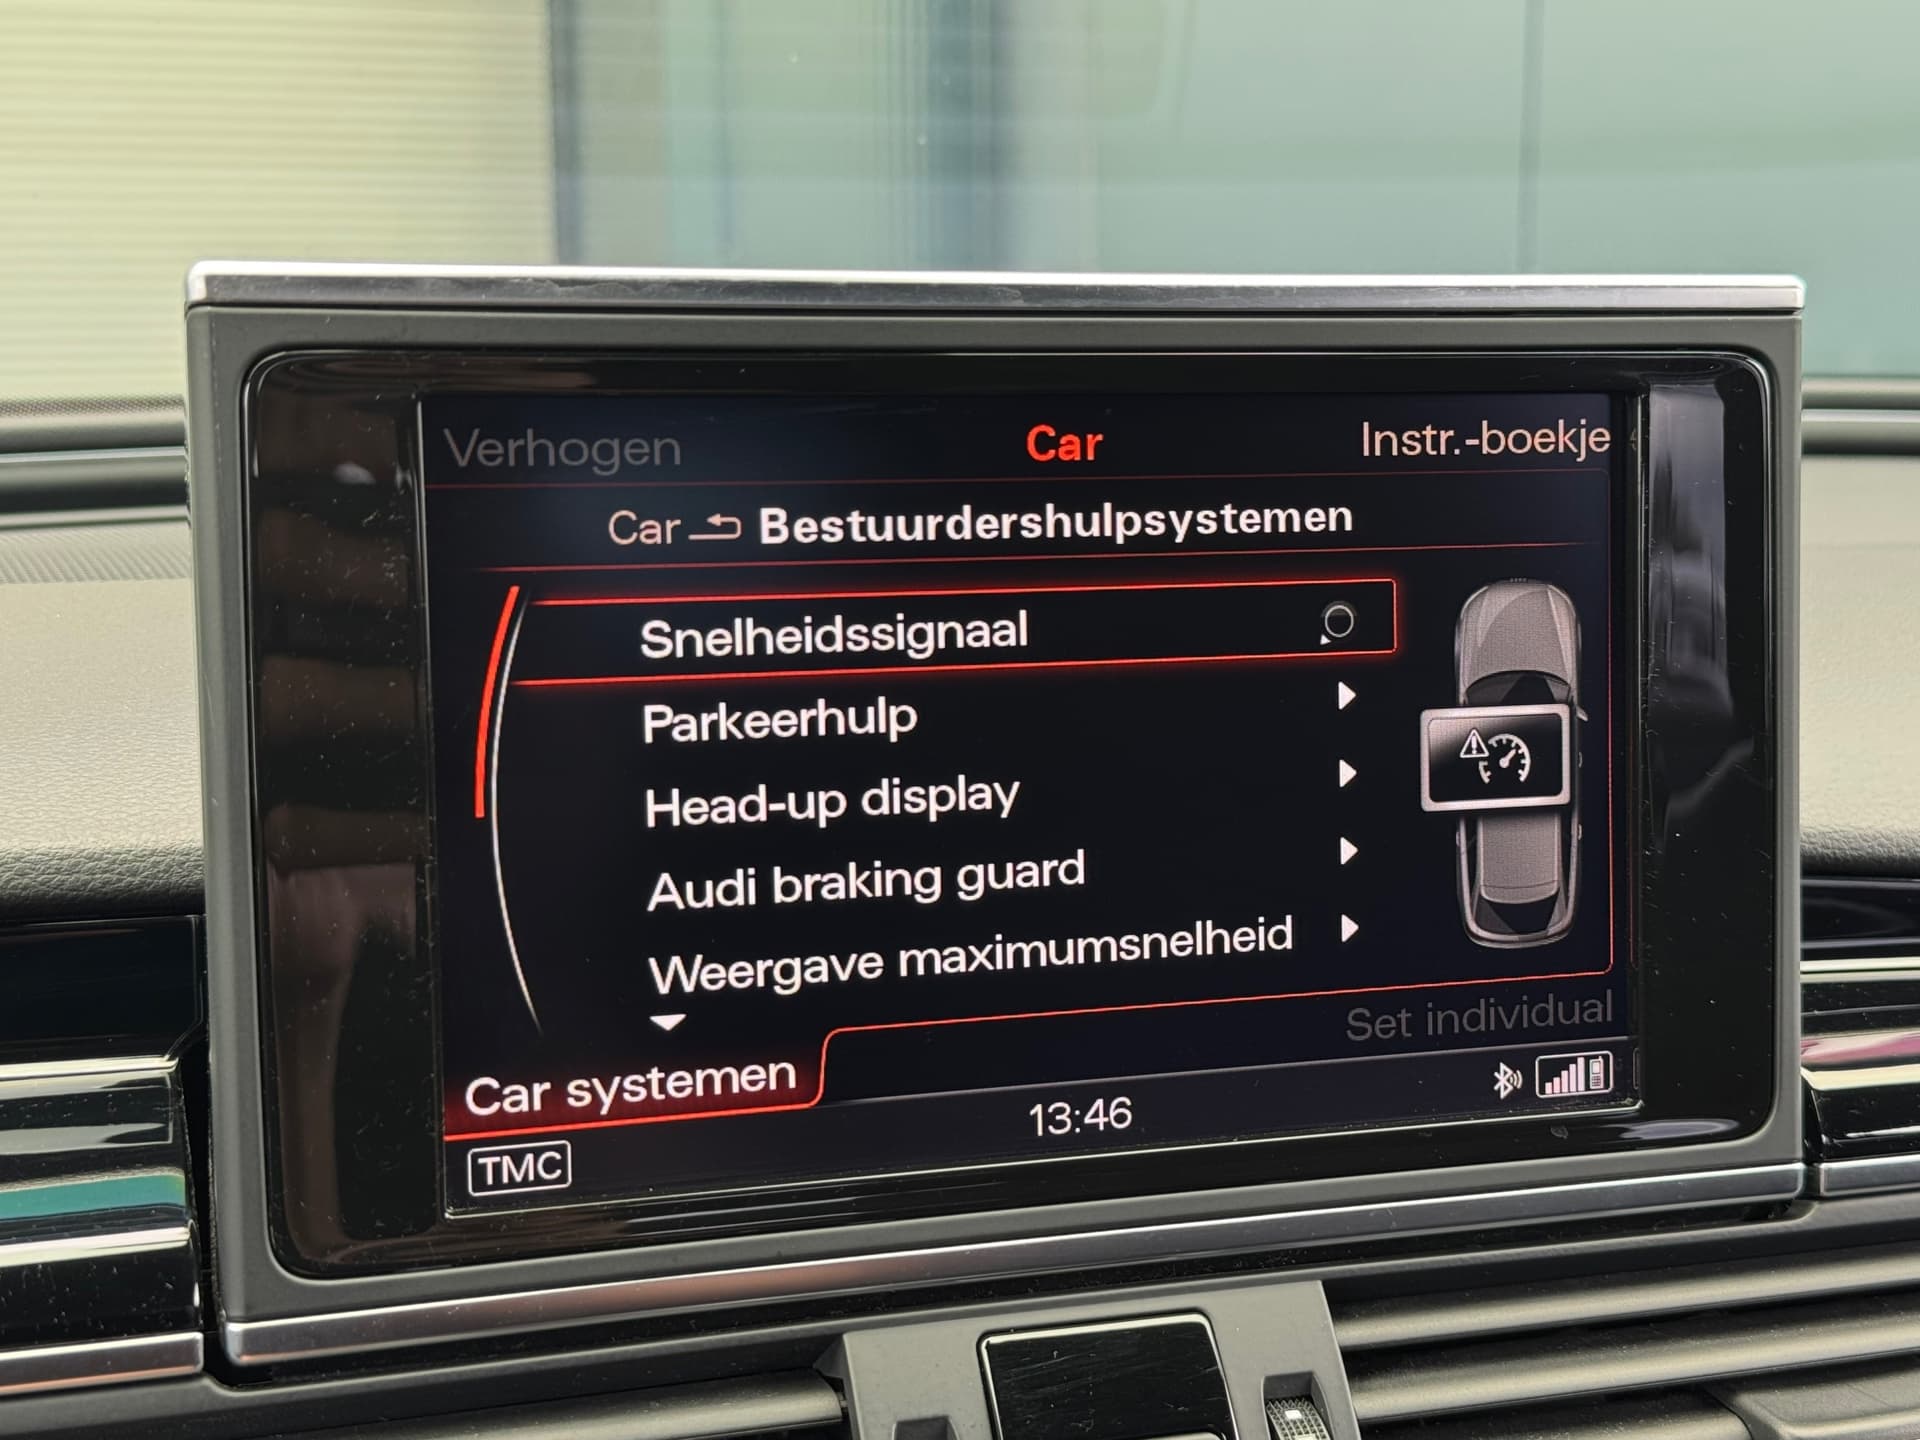 Verhogen
Car
Instr.-boekje
Car Bestuurdershulpsystemen
Snelheidssignaal
Parkeerhulp
Head-up display
Audi braking guard
Weergave maximumsnelheid
Set individual
Car systemen
13:46
TMC